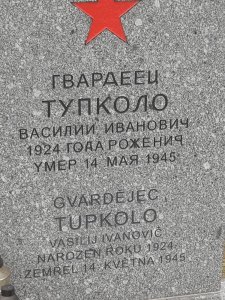 ГВАРДЕЕЦ
ТУПКОЛО
ВАСИЛИЙ ИВАНОВИЧ
1924 ГОДА РОЖЕНИЯ
УМЕР 14 МАЯ 1945
GVARDĚJEC
TUPKOLO
VASILIJ IVANOVIČ
NAROZEN ROKU 1924
ZEMŘEL 14. KVĚTNA 1945